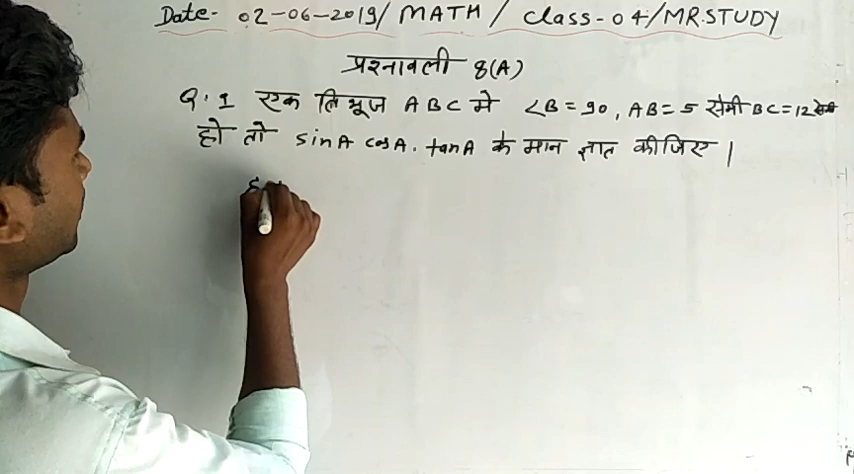 Date- 02-06-2019/ MATH / Class-04/MR.STUDY
प्रश्नावली 8(A)
Q.1 एक त्रिभूज ABC मे ∠B=90, AB=5 सेमी BC=12
हो तो sinA cosA. tanA के मान ज्ञात कीजिए |